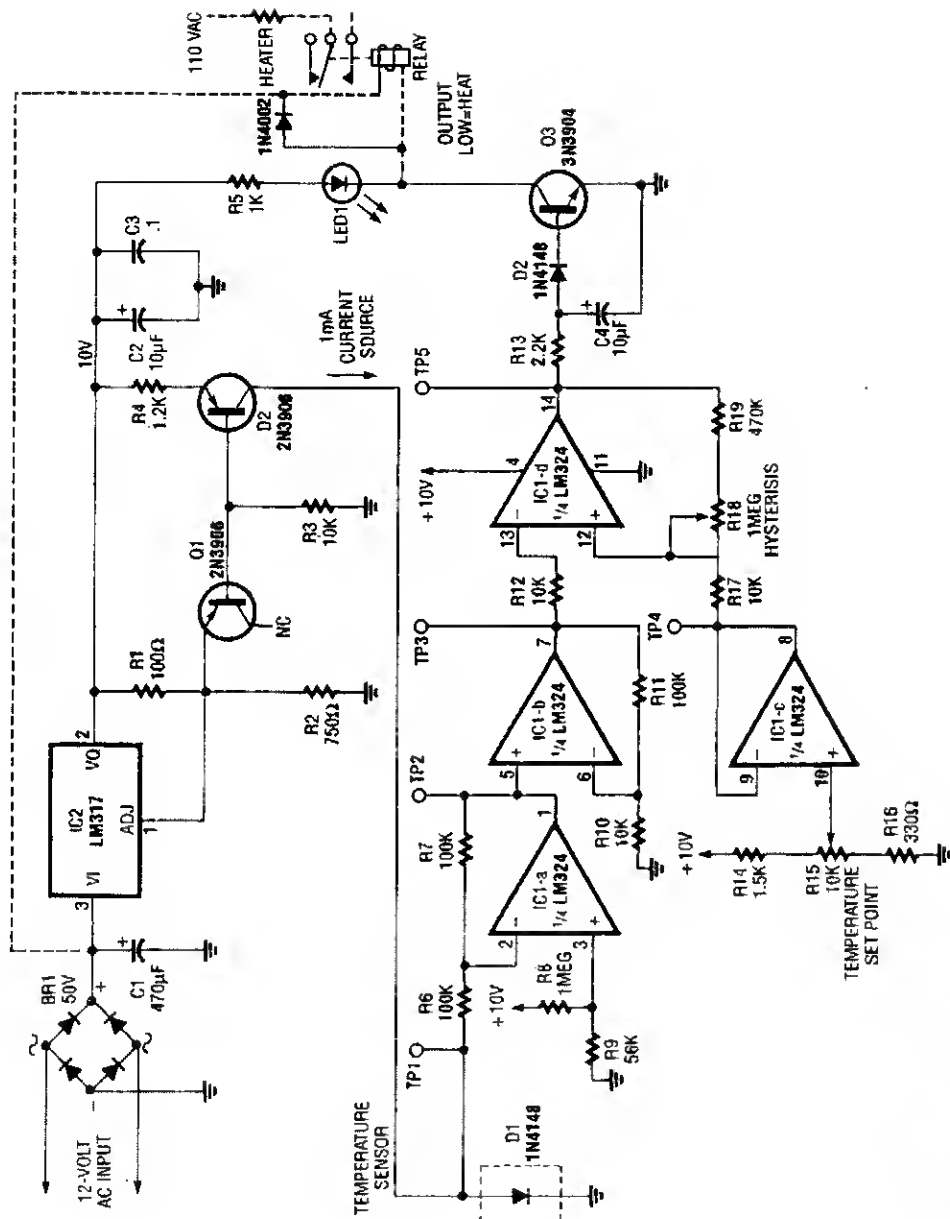 12-VOLT
AC INPUT
BR1
50V
+
−
C1
470µF
+
3
VI
IC2
LM317
VO
2
ADJ
1
R1
100Ω
R2
750Ω
Q1
2N3906
NC
R3
10K
10V
R4
1.2K
D2
2N3906
C2
10µF
+
C3
.1
1mA
CURRENT
SOURCE
R5
1K
LED1
1N4002
110 VAC
HEATER
RELAY
OUTPUT
LOW=HEAT
Q3
3N3904
D2
1N4148
R13
2.2K
C4
10µF
+
TEMPERATURE
SENSOR
D1
1N4148
TP1
R6
100K
R7
100K
+10V
R8
1MEG
R9
56K
2
−
3
+
IC1-a
¼ LM324
1
TP2
5
+
6
−
IC1-b
¼ LM324
7
R10
10K
R11
100K
TP3
R12
10K
13
−
12
+
IC1-d
¼ LM324
4
+10V
11
14
TP5
R17
10K
R18
1MEG
HYSTERISIS
R19
470K
TP4
9
−
10
+
IC1-c
¼ LM324
8
+10V
R14
1.5K
R15
10K
TEMPERATURE
SET POINT
R16
330Ω